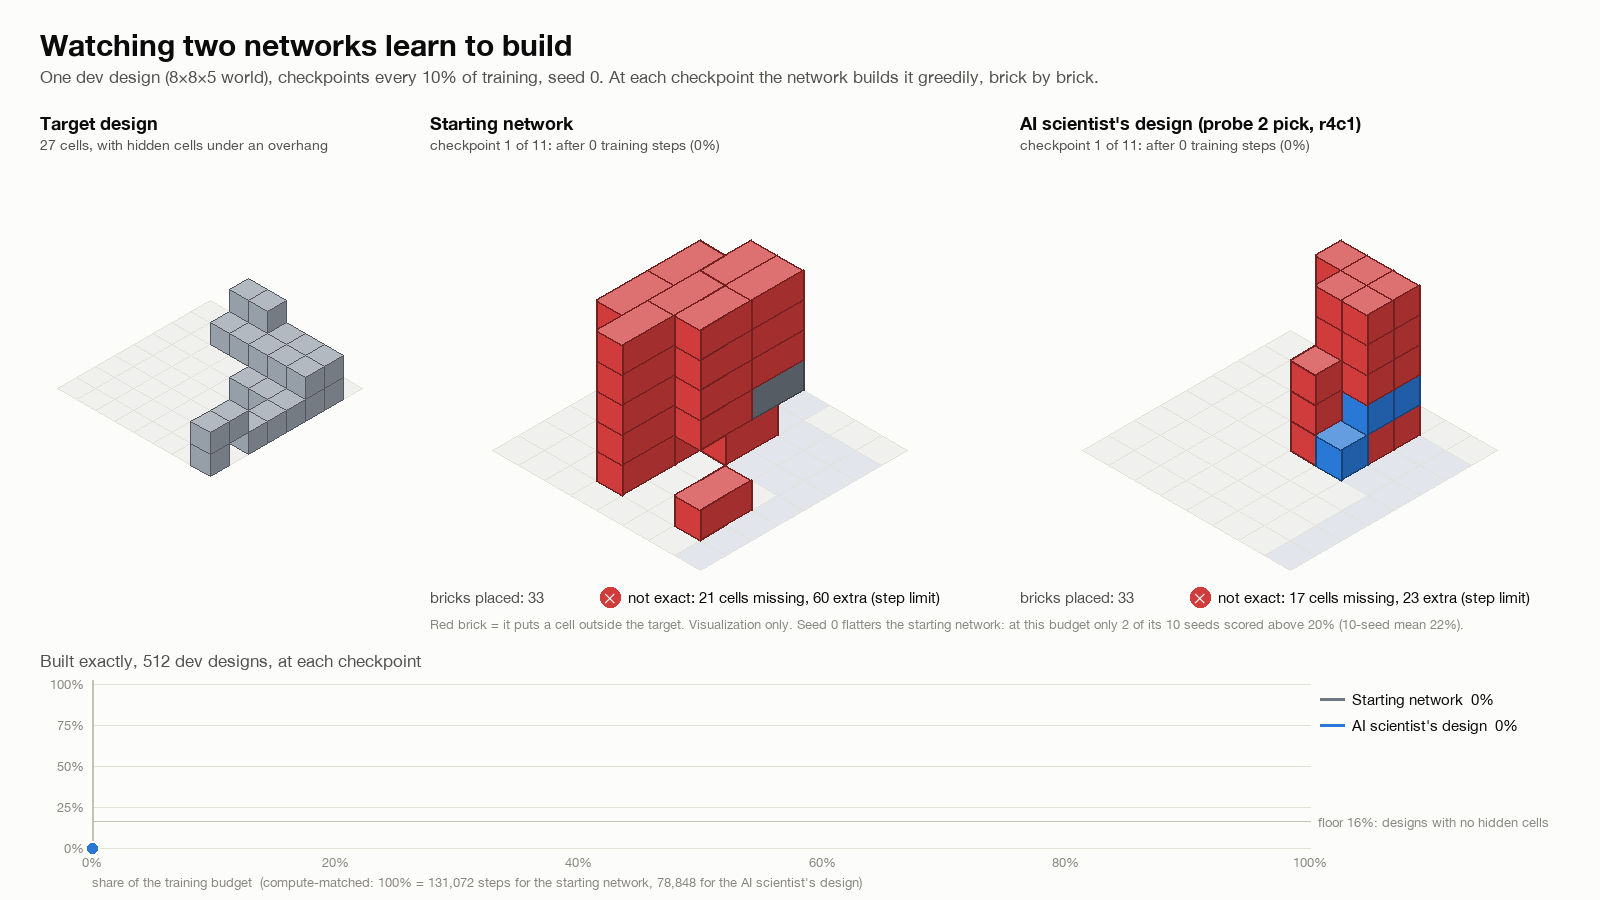 Watching two networks learn to build
One dev design (8×8×5 world), checkpoints every 10% of training, seed 0. At each checkpoint the network builds it greedily, brick by brick.
Target design
27 cells, with hidden cells under an overhang
Starting network
checkpoint 1 of 11: after 0 training steps (0%)
AI scientist's design (probe 2 pick, r4c1)
checkpoint 1 of 11: after 0 training steps (0%)
bricks placed: 33
not exact: 21 cells missing, 60 extra (step limit)
bricks placed: 33
not exact: 17 cells missing, 23 extra (step limit)
Red brick = it puts a cell outside the target. Visualization only. Seed 0 flatters the starting network: at this budget only 2 of its 10 seeds scored above 20% (10-seed mean 22%).
Built exactly, 512 dev designs, at each checkpoint
100%
75%
50%
25%
0%
Starting network 0%
AI scientist's design 0%
floor 16%: designs with no hidden cells
0%
20%
40%
60%
80%
100%
share of the training budget (compute-matched: 100% = 131,072 steps for the starting network, 78,848 for the AI scientist's design)